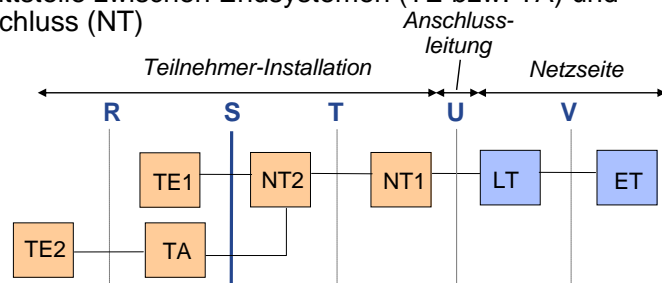 zwischen Endsystemen (TE bzw. TA) und
chluss (NT)
Anschluss-
leitung
Teilnehmer-Installation
Netzseite
R S T U V
TE1 NT2 NT1 LT ET
TE2 TA